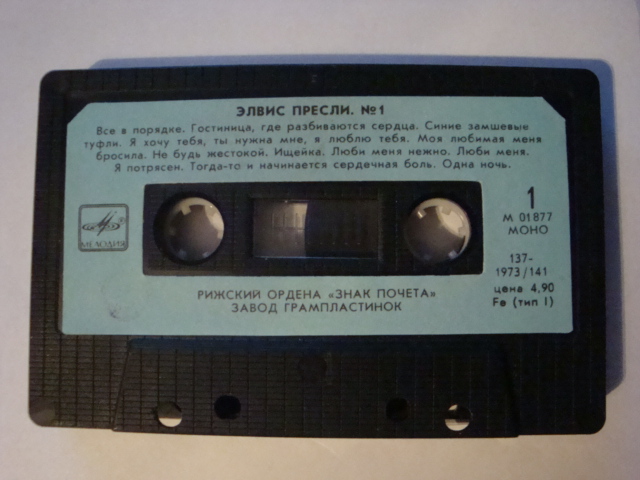 ЭЛВИС ПРЕСЛИ. №1
Все в порядке. Гостиница, где разбиваются сердца. Синие замшевые
туфли. Я хочу тебя, ты нужна мне, я люблю тебя. Моя любимая меня
бросила. Не будь жестокой. Ищейка. Люби меня нежно. Люби меня.
Я потрясен. Тогда-то и начинается сердечная боль. Одна ночь.
1
М 01877
МОНО
МЕЛОДИЯ
137-
1973/141
цена 4,90
Fe (тип I)
РИЖСКИЙ ОРДЕНА «ЗНАК ПОЧЕТА»
ЗАВОД ГРАМПЛАСТИНОК